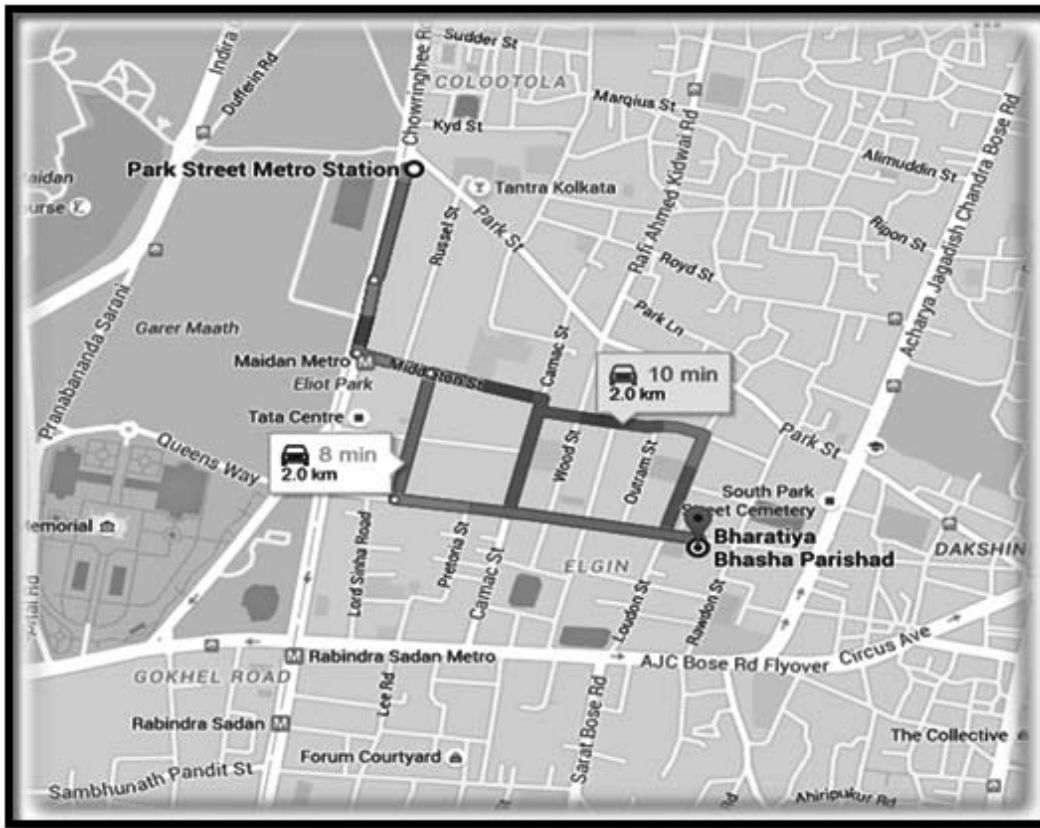 Sudder St
Indira
Dufferin Rd
Chowringhee Rd
COLOOTOLA
Marqius St
Kyd St
Rafi Ahmed Kidwai Rd
Acharya Jagadish Chandra Bose Rd
Alimuddin St
Park Street Metro Station
Tantra Kolkata
Park St
Russel St
Ripon St
Royd St
Pranabananda Sarani
Garer Maath
Park Ln
Maidan Metro
Camac St
10 min
2.0 km
Eliot Park
Tata Centre
Park St
Queens Way
8 min
2.0 km
Wood St
Outram St
South Park
Cemetery
Bharatiya
Bhasha Parishad
DAKSHIN
Lord Sinha Road
Pretoria St
Camac St
ELGIN
Loudon St
Rawdon St
Rabindra Sadan Metro
AJC Bose Rd Flyover
Circus Ave
GOKHEL ROAD
Lee Rd
Sarat Bose Rd
Rabindra Sadan
Forum Courtyard
The Collective
Sambhunath Pandit St
Rd
Ahiripukur Rd